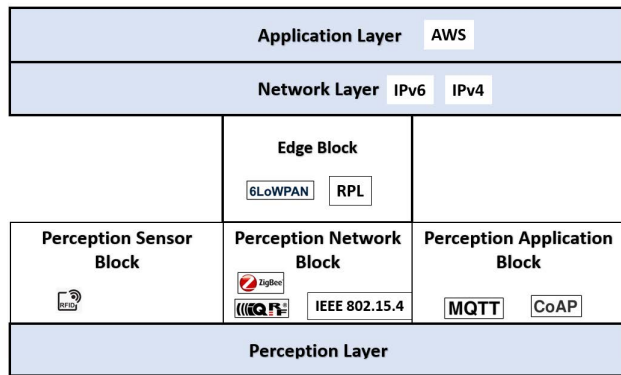 Application Layer AWS
Network Layer IPv6 IPv4
Edge Block
6LoWPAN RPL
Perception Sensor Block
RFID
Perception Network Block
ZigBee
IQRF® IEEE 802.15.4
Perception Application Block
MQTT CoAP
Perception Layer